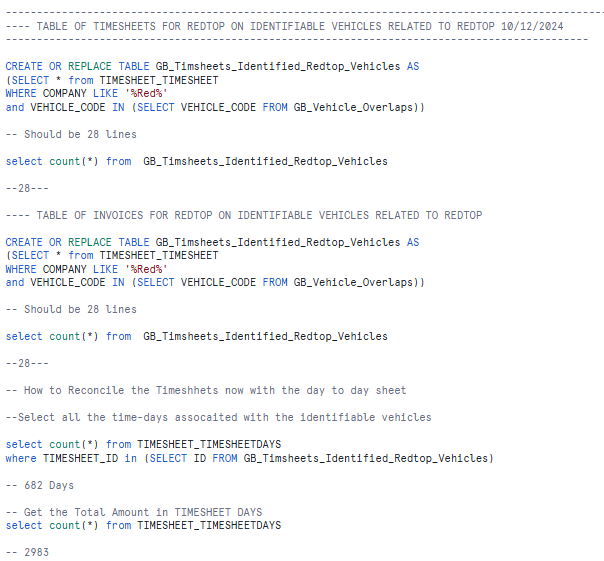 ---- TABLE OF TIMESHEETS FOR REDTOP ON IDENTIFIABLE VEHICLES RELATED TO REDTOP 10/12/2024
CREATE OR REPLACE TABLE GB_Timsheets_Identified_Redtop_Vehicles AS
(SELECT * from TIMESHEET_TIMESHEET
WHERE COMPANY LIKE '%Red%'
and VEHICLE_CODE IN (SELECT VEHICLE_CODE FROM GB_Vehicle_Overlaps))
-- Should be 28 lines
select count(*) from  GB_Timsheets_Identified_Redtop_Vehicles
--28---
---- TABLE OF INVOICES FOR REDTOP ON IDENTIFIABLE VEHICLES RELATED TO REDTOP
CREATE OR REPLACE TABLE GB_Timsheets_Identified_Redtop_Vehicles AS
(SELECT * from TIMESHEET_TIMESHEET
WHERE COMPANY LIKE '%Red%'
and VEHICLE_CODE IN (SELECT VEHICLE_CODE FROM GB_Vehicle_Overlaps))
-- Should be 28 lines
select count(*) from  GB_Timsheets_Identified_Redtop_Vehicles
--28---
-- How to Reconcile the Timeshhets now with the day to day sheet
--Select all the time-days assocaited with the identifiable vehicles
select count(*) from TIMESHEET_TIMESHEETDAYS
where TIMESHEET_ID in (SELECT ID FROM GB_Timsheets_Identified_Redtop_Vehicles)
-- 682 Days
-- Get the Total Amount in TIMESHEET DAYS
select count(*) from TIMESHEET_TIMESHEETDAYS
-- 2983